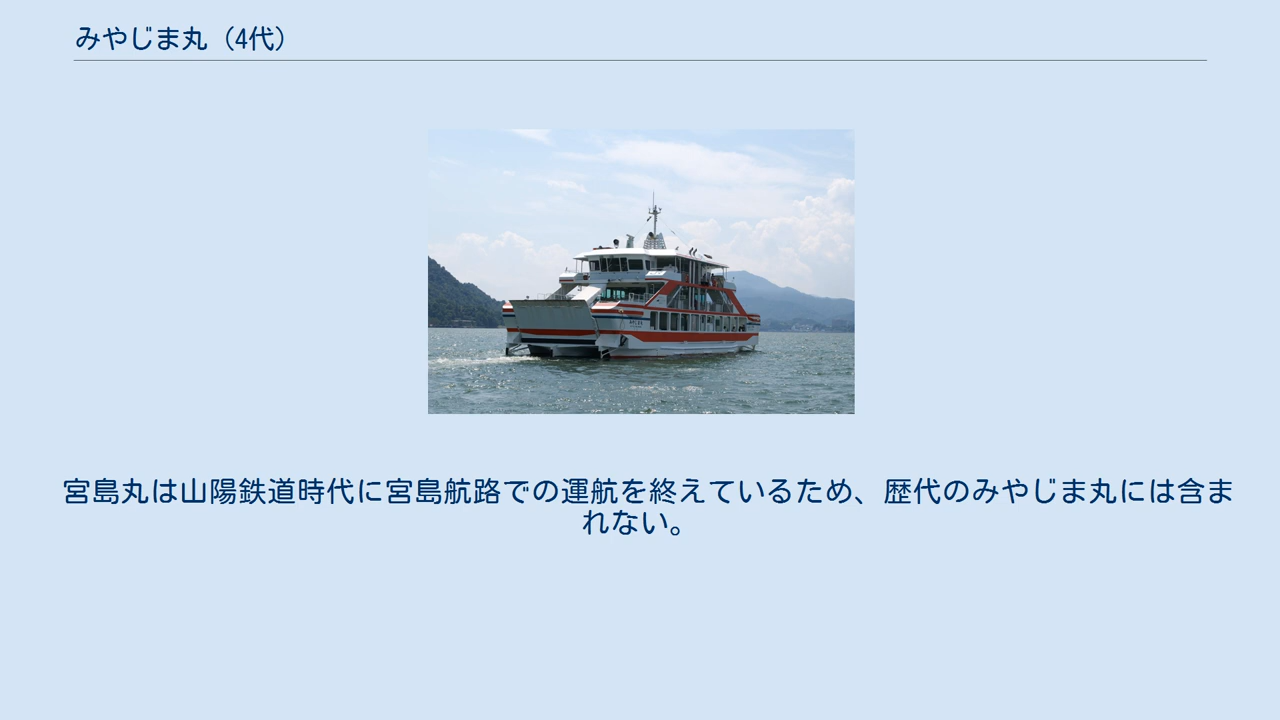 みやじま丸（4代）
宮島丸は山陽鉄道時代に宮島航路での運航を終えているため、歴代のみやじま丸には含ま
れない。